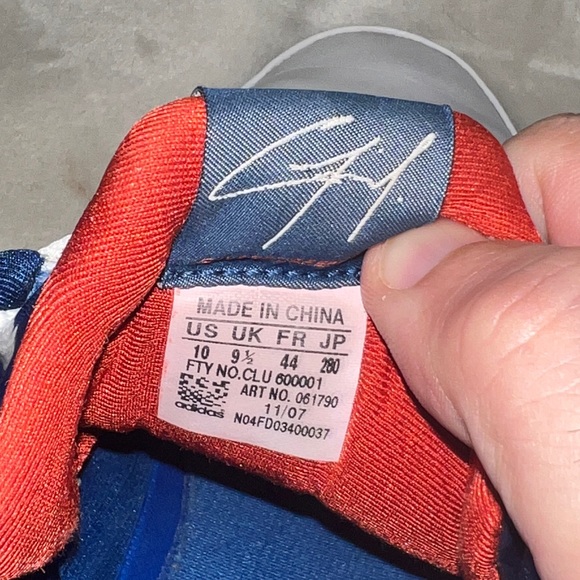 MADE IN CHINA
US UK FR JP
10 9½ 44 280
FTY NO.CLU 600001
ART NO. 061790
adidas
11/07
N04FD03400037